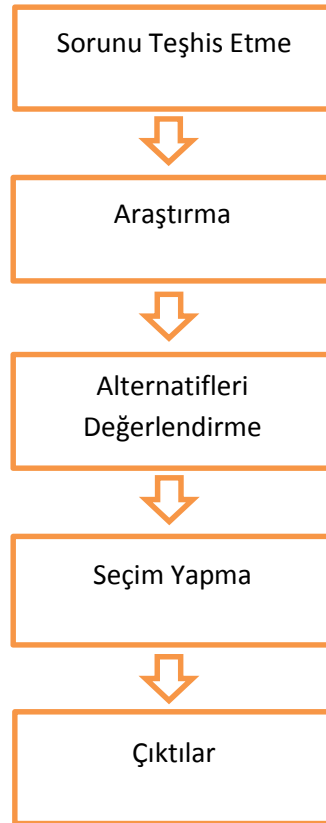 Sorunu Teşhis Etme
Araştırma
Alternatifleri
Değerlendirme
Seçim Yapma
Çıktılar